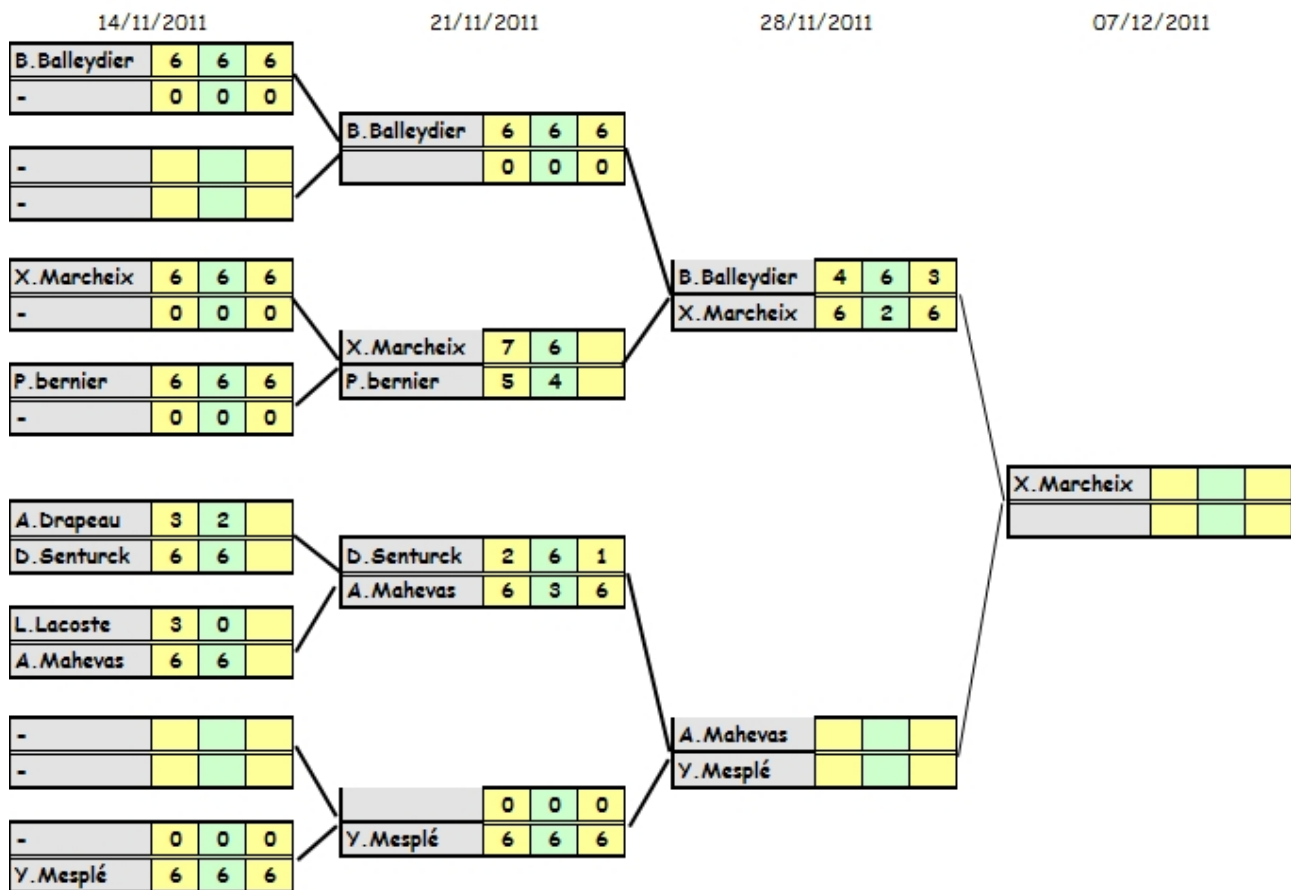 14/11/2011 21/11/2011 28/11/2011 07/12/2011
B.Balleydier 6 6 6
- 0 0 0
-
-
X.Marcheix 6 6 6
- 0 0 0
P.bernier 6 6 6
- 0 0 0
A.Drapeau 3 2
D.Senturck 6 6
L.Lacoste 3 0
A.Mahevas 6 6
-
-
- 0 0 0
Y.Mesplé 6 6 6
B.Balleydier 6 6 6
0 0 0
X.Marcheix 7 6
P.bernier 5 4
D.Senturck 2 6 1
A.Mahevas 6 3 6
0 0 0
Y.Mesplé 6 6 6
B.Balleydier 4 6 3
X.Marcheix 6 2 6
A.Mahevas
Y.Mesplé
X.Marcheix